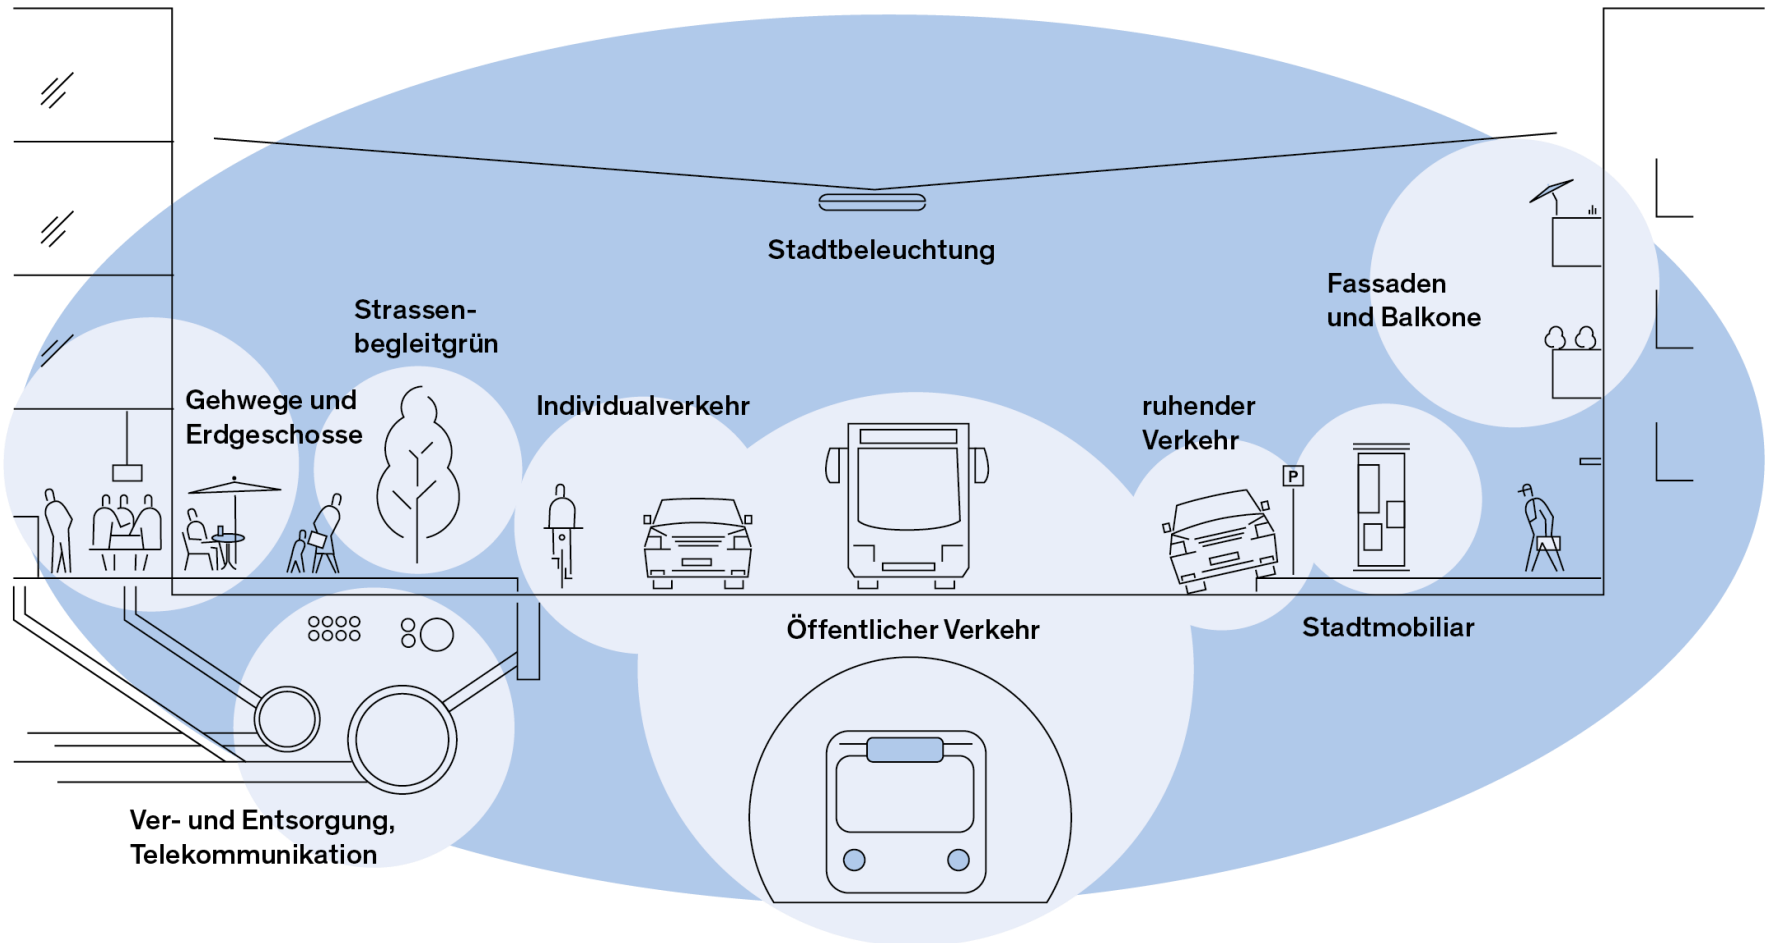 Stadtbeleuchtung
Fassaden
und Balkone
Strassen-
begleitgrün
Gehwege und
Erdgeschosse
Individualverkehr
ruhender
Verkehr
P
Öffentlicher Verkehr
Stadtmobiliar
Ver- und Entsorgung,
Telekommunikation